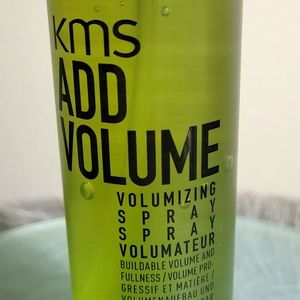 kms
ADD
VOLUME
VOLUMIZING
SPRAY
SPRAY
VOLUMATEUR
BUILDABLE VOLUME AND
FULLNESS/VOLUME PRO-
GRESSIF ET MATIÈRE/
VOLUMENAUFBAU UND